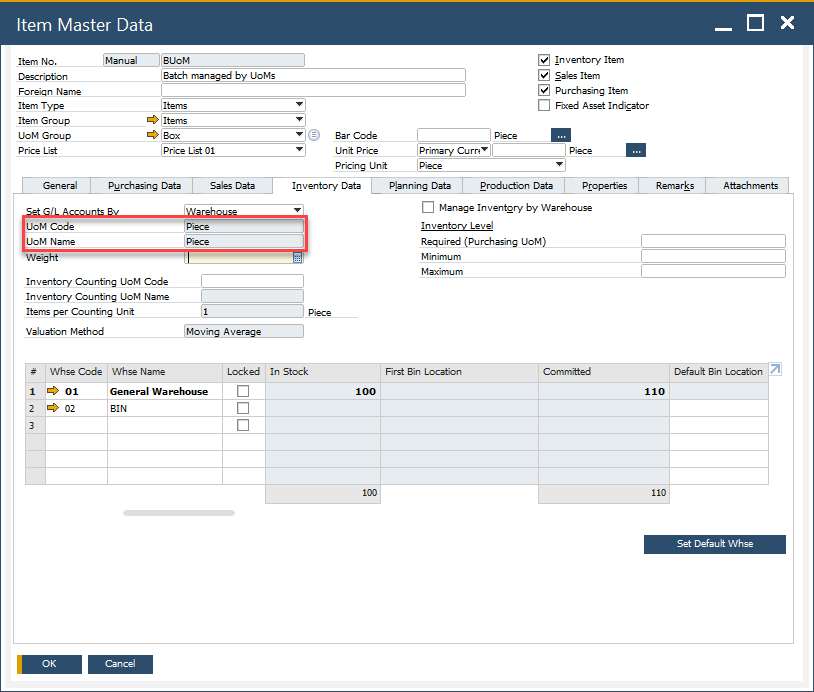 Item Master Data
Item No. Manual BUoM
Description Batch managed by UoMs
Foreign Name
Item Type Items
Item Group Items
UoM Group Box
Price List Price List 01
Inventory Item
Sales Item
Purchasing Item
Fixed Asset Indicator
Bar Code Piece ...
Unit Price Primary Curr Piece ...
Pricing Unit Piece
General Purchasing Data Sales Data Inventory Data Planning Data Production Data Properties Remarks Attachments
Set G/L Accounts By Warehouse
UoM Code Piece
UoM Name Piece
Weight
Inventory Counting UoM Code
Inventory Counting UoM Name
Items per Counting Unit 1 Piece
Valuation Method Moving Average
Manage Inventory by Warehouse
Inventory Level
Required (Purchasing UoM)
Minimum
Maximum
# Whse Code Whse Name Locked In Stock First Bin Location Committed Default Bin Location
1 01 General Warehouse 100 110
2 02 BIN
3
100 110
Set Default Whse
OK Cancel